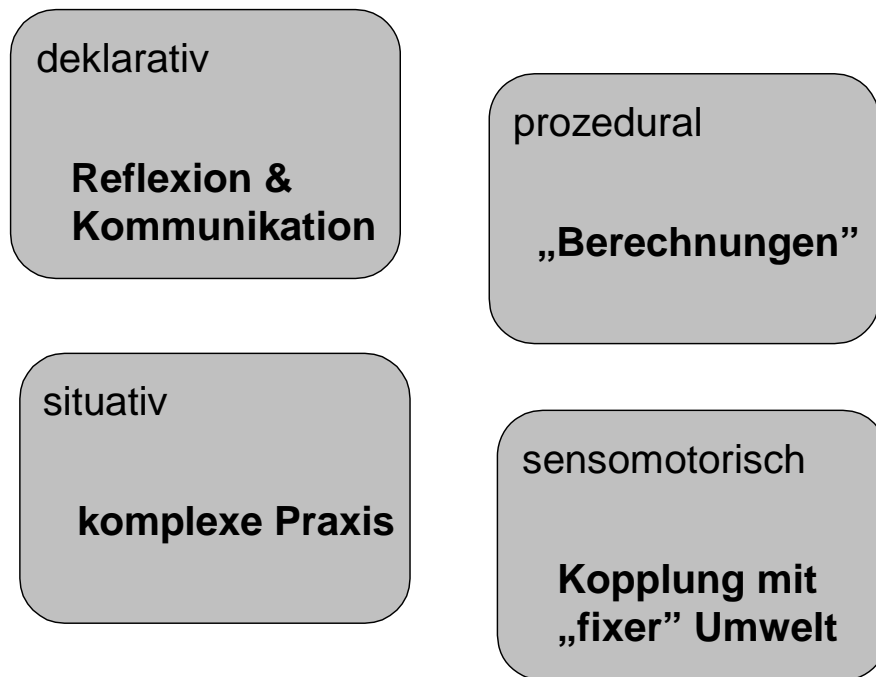 deklarativ
Reflexion &
Kommunikation
prozedural
„Berechnungen”
situativ
komplexe Praxis
sensomotorisch
Kopplung mit
„fixer” Umwelt